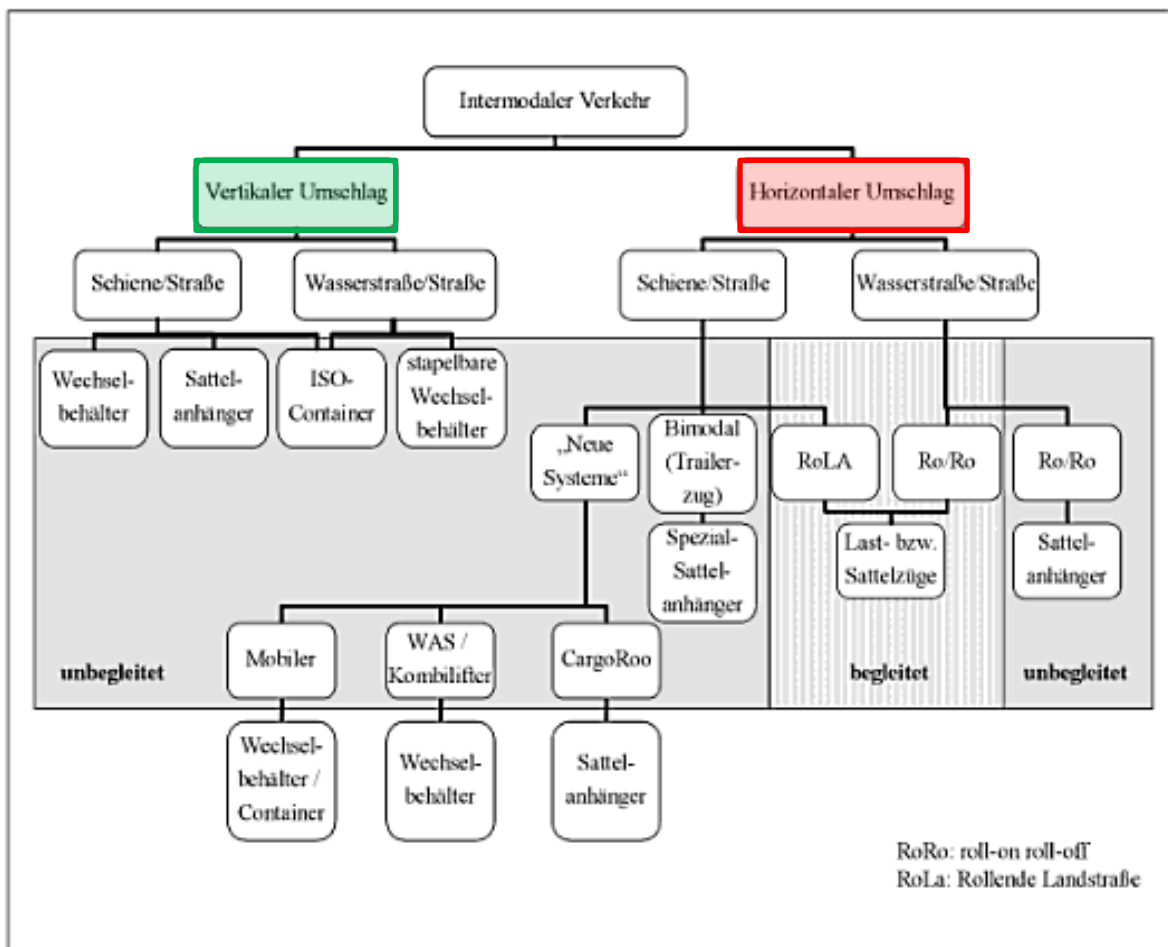 Intermodaler Verkehr
Vertikaler Umschlag
Horizontaler Umschlag
Schiene/Straße
Wasserstraße/Straße
Schiene/Straße
Wasserstraße/Straße
Wechsel-
behälter
Sattel-
anhänger
ISO-
Container
stapelbare
Wechsel-
behälter
„Neue
Systeme“
Bimodal
(Trailer-
zug)
RoLA
Ro/Ro
Ro/Ro
Spezial-
Sattel-
anhänger
Last- bzw.
Sattelzüge
Sattel-
anhänger
unbegleitet
Mobiler
WAS /
Kombilifter
CargoRoo
begleitet
unbegleitet
Wechsel-
behälter /
Container
Wechsel-
behälter
Sattel-
anhänger
RoRo: roll-on roll-off
RoLa: Rollende Landstraße